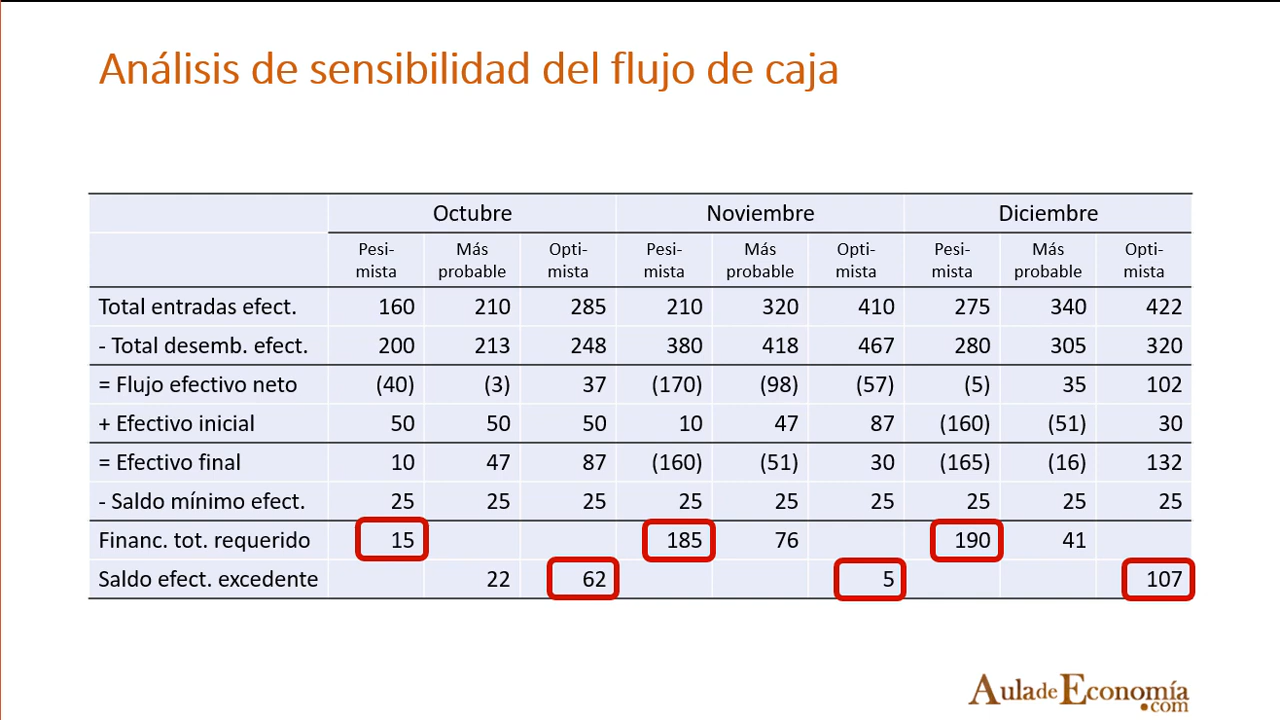 Análisis de sensibilidad del flujo de caja
Octubre Noviembre Diciembre
Pesi- Más Opti- Pesi- Más Opti- Pesi- Más Opti-
mista probable mista mista probable mista mista probable mista
Total entradas efect. 160 210 285 210 320 410 275 340 422
- Total desemb. efect. 200 213 248 380 418 467 280 305 320
= Flujo efectivo neto (40) (3) 37 (170) (98) (57) (5) 35 102
+ Efectivo inicial 50 50 50 10 47 87 (160) (51) 30
= Efectivo final 10 47 87 (160) (51) 30 (165) (16) 132
- Saldo mínimo efect. 25 25 25 25 25 25 25 25 25
Financ. tot. requerido 15 185 76 190 41
Saldo efect. excedente 22 62 5 107
AuladeEconomía
.com